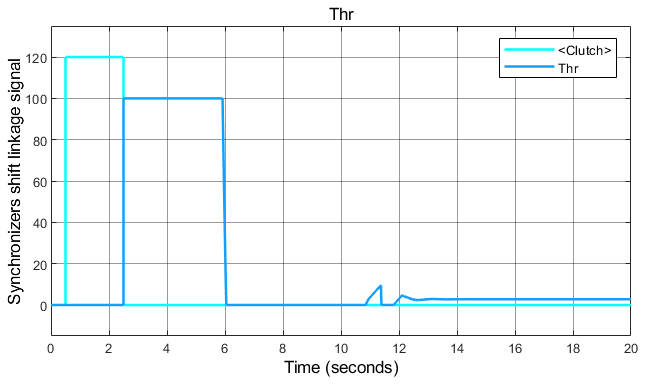 Thr
Synchronizers shift linkage signal
120
100
80
60
40
20
0
<Clutch>
Thr
0 2 4 6 8 10 12 14 16 18 20
Time (seconds)